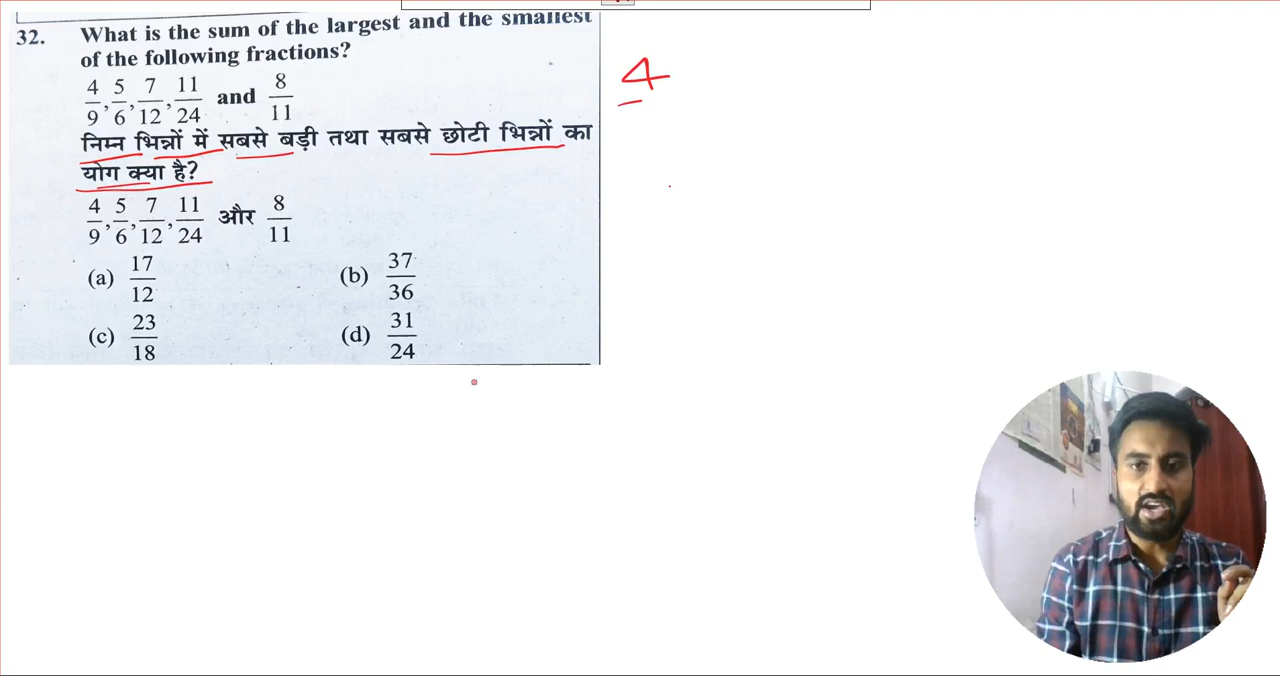 32. What is the sum of the largest and the smallest
of the following fractions?
4/9, 5/6, 7/12, 11/24 and 8/11
निम्न भिन्नों में सबसे बड़ी तथा सबसे छोटी भिन्नों का
योग क्या है?
4/9, 5/6, 7/12, 11/24 और 8/11
(a) 17/12 (b) 37/36
(c) 23/18 (d) 31/24
4